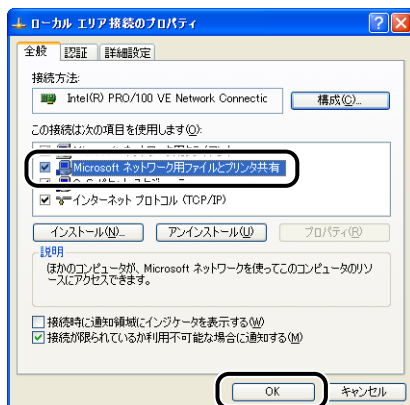 ローカル エリア接続のプロパティ
全般 認証 詳細設定
接続方法:
Intel(R) PRO/100 VE Network Connectic 構成(C)...
この接続は次の項目を使用します(O):
Microsoft ネットワーク用ファイルとプリンタ共有
インターネット プロトコル (TCP/IP)
インストール(N)... アンインストール(U) プロパティ(R)
説明
ほかのコンピュータが、Microsoft ネットワークを使ってこのコンピュータのリソ
ースにアクセスできます。
接続時に通知領域にインジケータを表示する(W)
接続が限られているか利用不可能な場合に通知する(M)
OK キャンセル